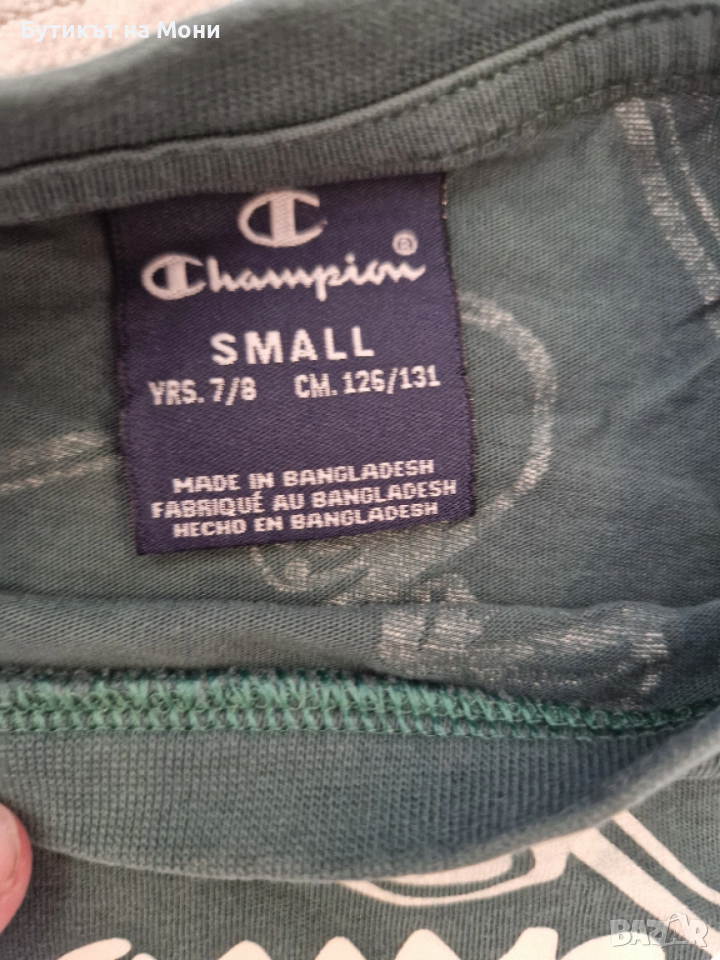 Бутикът на Мони
Champion®
SMALL
YRS. 7/8 CM. 126/131
MADE IN BANGLADESH
FABRIQUÉ AU BANGLADESH
HECHO EN BANGLADESH
BAZAR